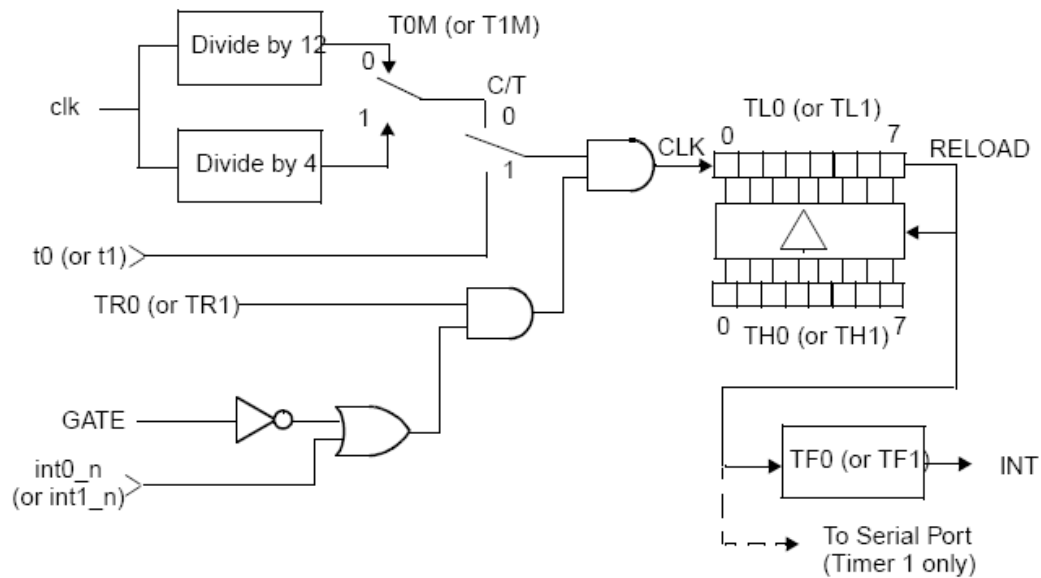 T0M (or T1M)
Divide by 12
0
clk
1
Divide by 4
C/T
0
1
t0 (or t1)
TR0 (or TR1)
GATE
int0_n
(or int1_n)
CLK
TL0 (or TL1)
0 7
RELOAD
0 7
TH0 (or TH1)
TF0 (or TF1)
INT
To Serial Port
(Timer 1 only)